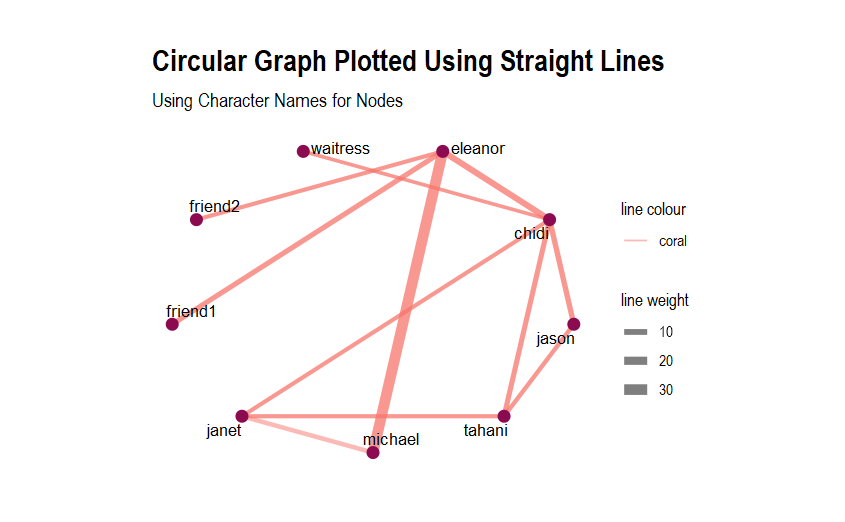 Circular Graph Plotted Using Straight Lines
Using Character Names for Nodes
waitress
eleanor
friend2
chidi
friend1
jason
janet
michael
tahani
line colour
coral
line weight
10
20
30